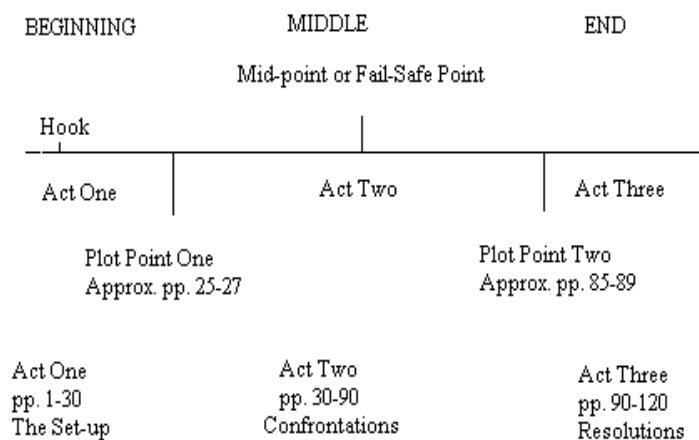 BEGINNING MIDDLE END
Mid-point or Fail-Safe Point
Hook
Act One Act Two Act Three
Plot Point One
Approx. pp. 25-27
Plot Point Two
Approx. pp. 85-89
Act One
pp. 1-30
The Set-up
Act Two
pp. 30-90
Confrontations
Act Three
pp. 90-120
Resolutions